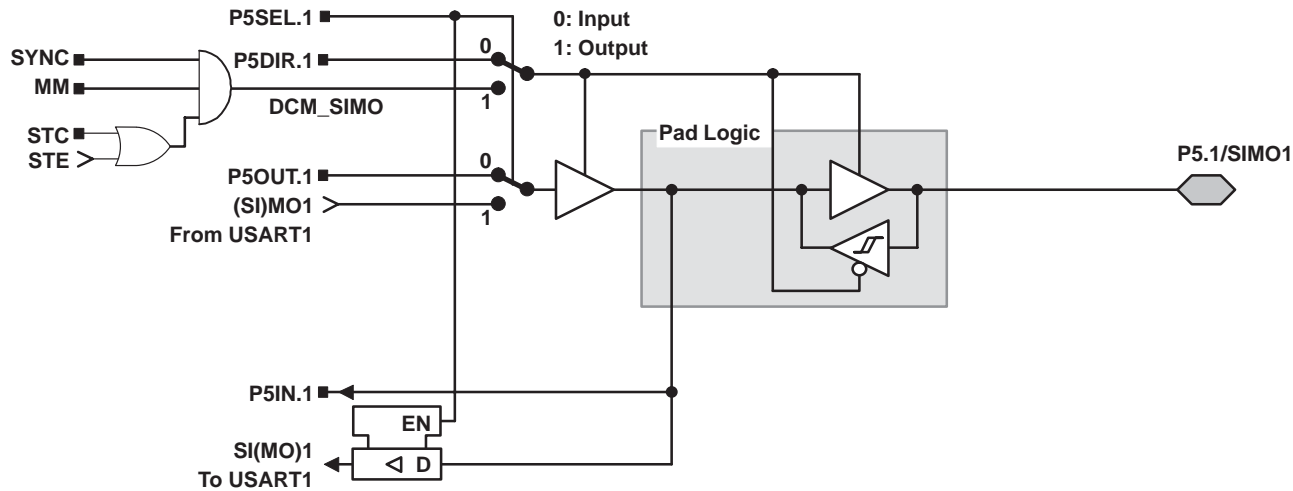 P5SEL.1
0: Input
1: Output
SYNC
P5DIR.1
0
MM
1
DCM_SIMO
STC
STE
Pad Logic
P5.1/SIMO1
P5OUT.1
0
(SI)MO1
1
From USART1
P5IN.1
EN
SI(MO)1
D
To USART1